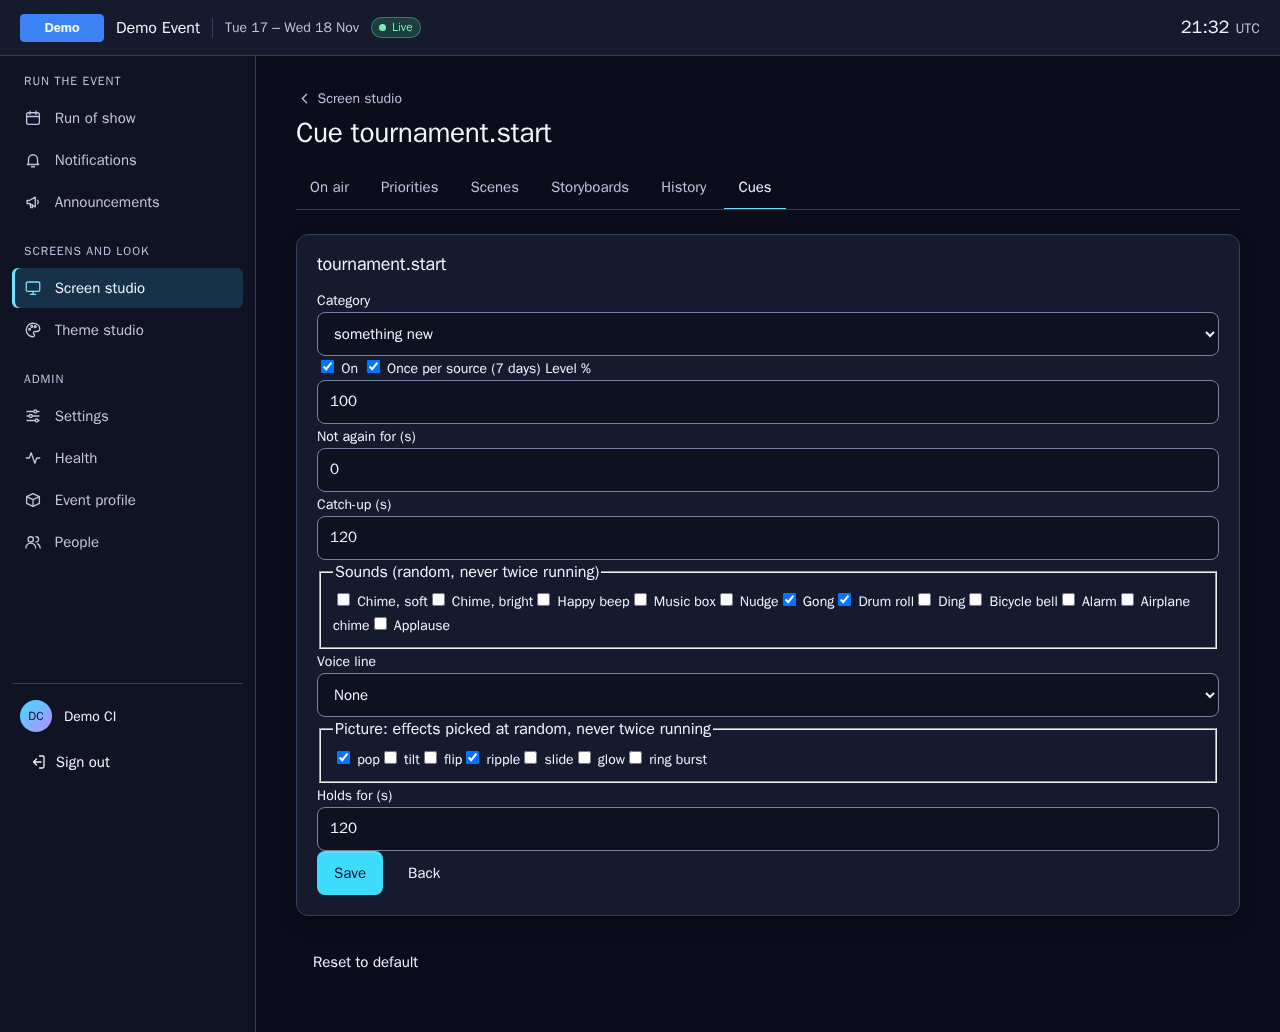 Demo
Demo Event
Tue 17 – Wed 18 Nov
Live
21:32 UTC
RUN THE EVENT
Run of show
Notifications
Announcements
SCREENS AND LOOK
Screen studio
Theme studio
ADMIN
Settings
Health
Event profile
People
DC
Demo CI
Sign out
Screen studio
Cue tournament.start
On air
Priorities
Scenes
Storyboards
History
Cues
tournament.start
Category
something new
On
Once per source (7 days) Level %
100
Not again for (s)
0
Catch-up (s)
120
Sounds (random, never twice running)
Chime, soft Chime, bright Happy beep Music box Nudge Gong Drum roll Ding Bicycle bell Alarm Airplane
chime Applause
Voice line
None
Picture: effects picked at random, never twice running
pop tilt flip ripple slide glow ring burst
Holds for (s)
120
Save
Back
Reset to default